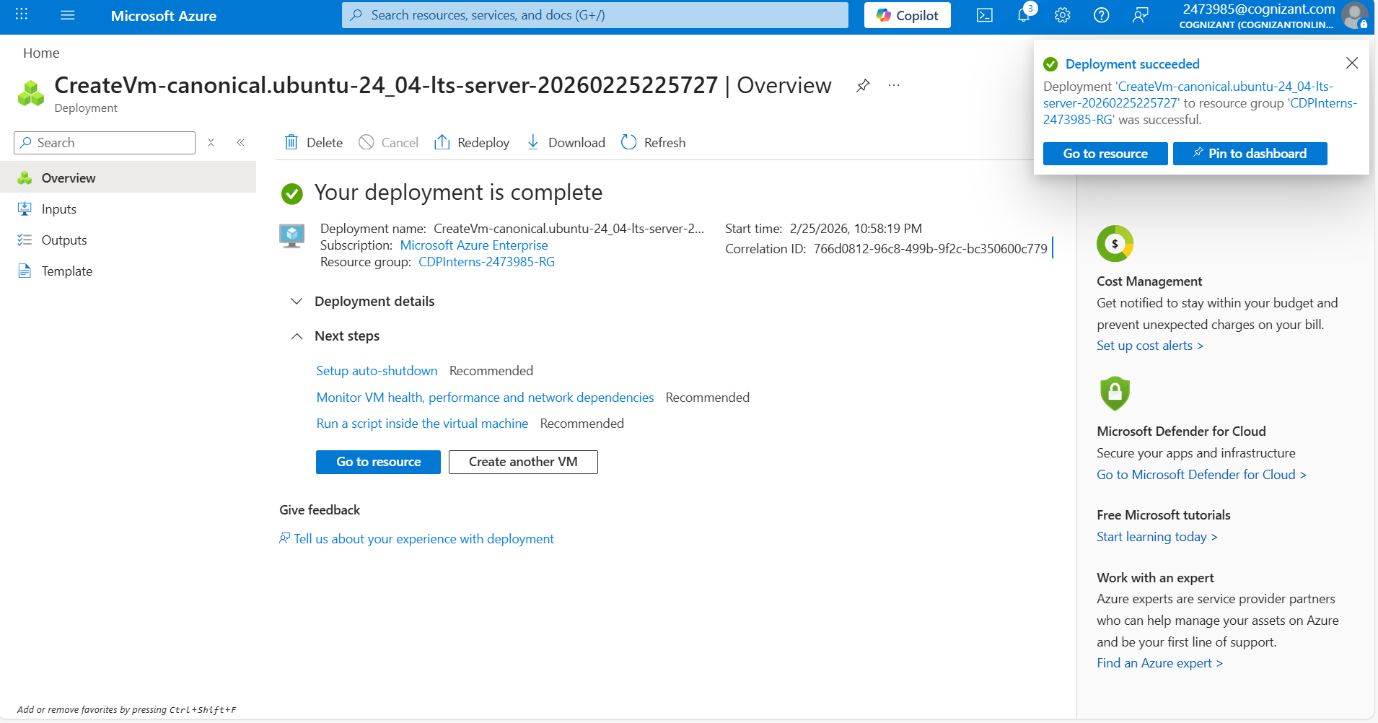 Microsoft Azure
Search resources, services, and docs (G+/)
Copilot
3
2473985@cognizant.com
COGNIZANT (COGNIZANTONLIN...
Home
CreateVm-canonical.ubuntu-24_04-lts-server-20260225225727 | Overview
...
Deployment
Deployment succeeded
Deployment 'CreateVm-canonical.ubuntu-24_04-lts-
server-20260225225727' to resource group 'CDPInterns-
2473985-RG' was successful.
Go to resource
Pin to dashboard
Search
Delete
Cancel
Redeploy
Download
Refresh
Overview
Inputs
Outputs
Template
Your deployment is complete
Deployment name: CreateVm-canonical.ubuntu-24_04-lts-server-2...
Subscription: Microsoft Azure Enterprise
Resource group: CDPInterns-2473985-RG
Start time: 2/25/2026, 10:58:19 PM
Correlation ID: 766d0812-96c8-499b-9f2c-bc350600c779
Deployment details
Next steps
Setup auto-shutdown Recommended
Monitor VM health, performance and network dependencies Recommended
Run a script inside the virtual machine Recommended
Go to resource
Create another VM
Give feedback
Tell us about your experience with deployment
$
Cost Management
Get notified to stay within your budget and
prevent unexpected charges on your bill.
Set up cost alerts >
Microsoft Defender for Cloud
Secure your apps and infrastructure
Go to Microsoft Defender for Cloud >
Free Microsoft tutorials
Start learning today >
Work with an expert
Azure experts are service provider partners
who can help manage your assets on Azure
and be your first line of support.
Find an Azure expert >
Add or remove favorites by pressing Ctrl+Shift+F